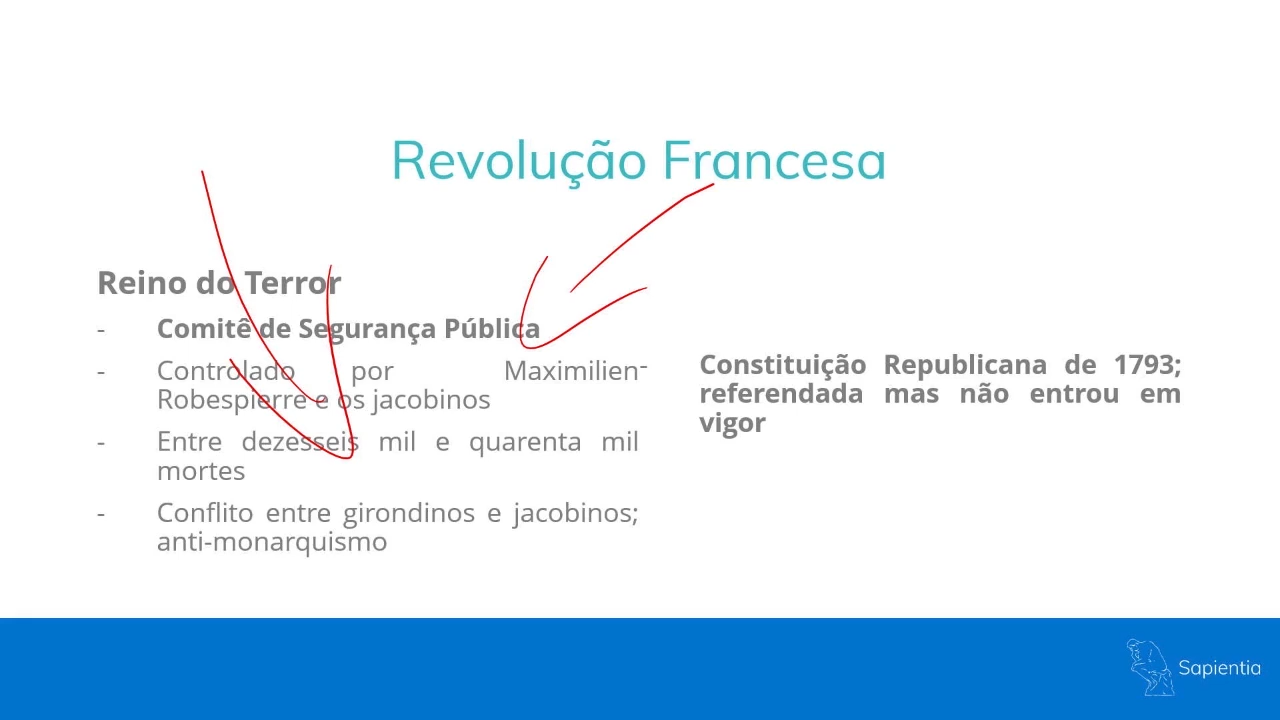 Revolução Francesa
Reino do Terror
- Comitê de Segurança Pública
- Controlado por Maximilien
Robespierre e os jacobinos
- Entre dezesseis mil e quarenta mil
mortes
- Conflito entre girondinos e jacobinos;
anti-monarquismo
- Constituição Republicana de 1793;
referendada mas não entrou em
vigor
Sapientia